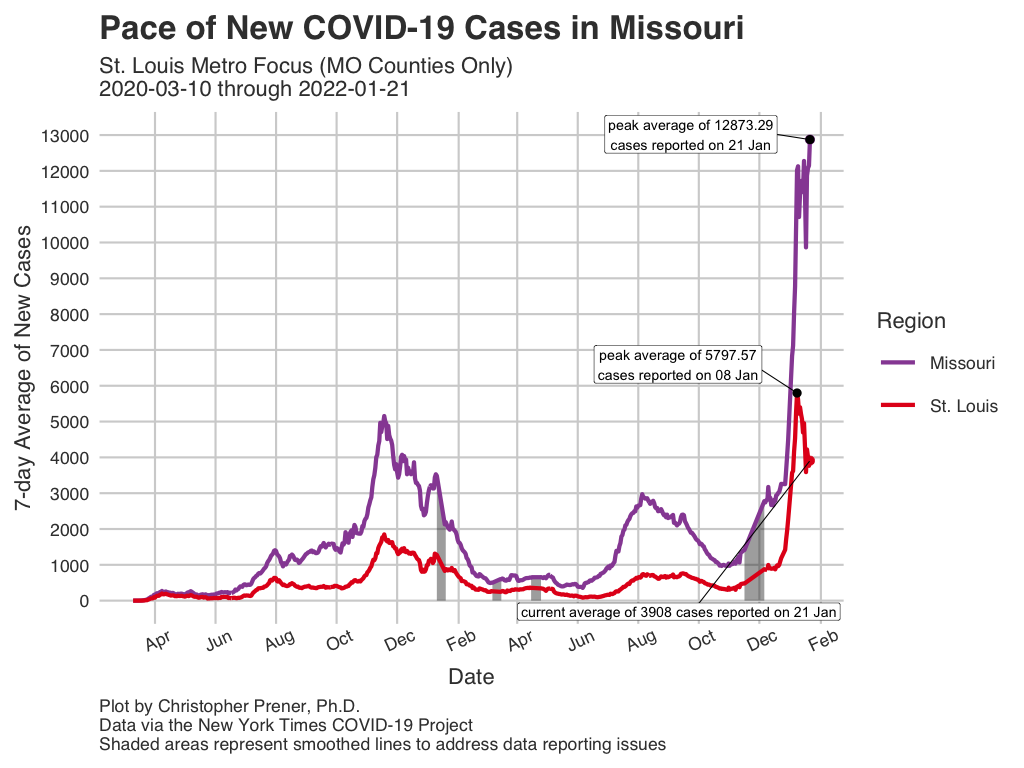 Pace of New COVID-19 Cases in Missouri
St. Louis Metro Focus (MO Counties Only)
2020-03-10 through 2022-01-21
peak average of 12873.29
cases reported on 21 Jan
13000
12000
11000
10000
9000
8000
7000
6000
5000
4000
3000
2000
1000
0
7-day Average of New Cases
peak average of 5797.57
cases reported on 08 Jan
current average of 3908 cases reported on 21 Jan
Apr Jun Aug Oct Dec Feb Apr Jun Aug Oct Dec Feb
Date
Region
Missouri
St. Louis
Plot by Christopher Prener, Ph.D.
Data via the New York Times COVID-19 Project
Shaded areas represent smoothed lines to address data reporting issues